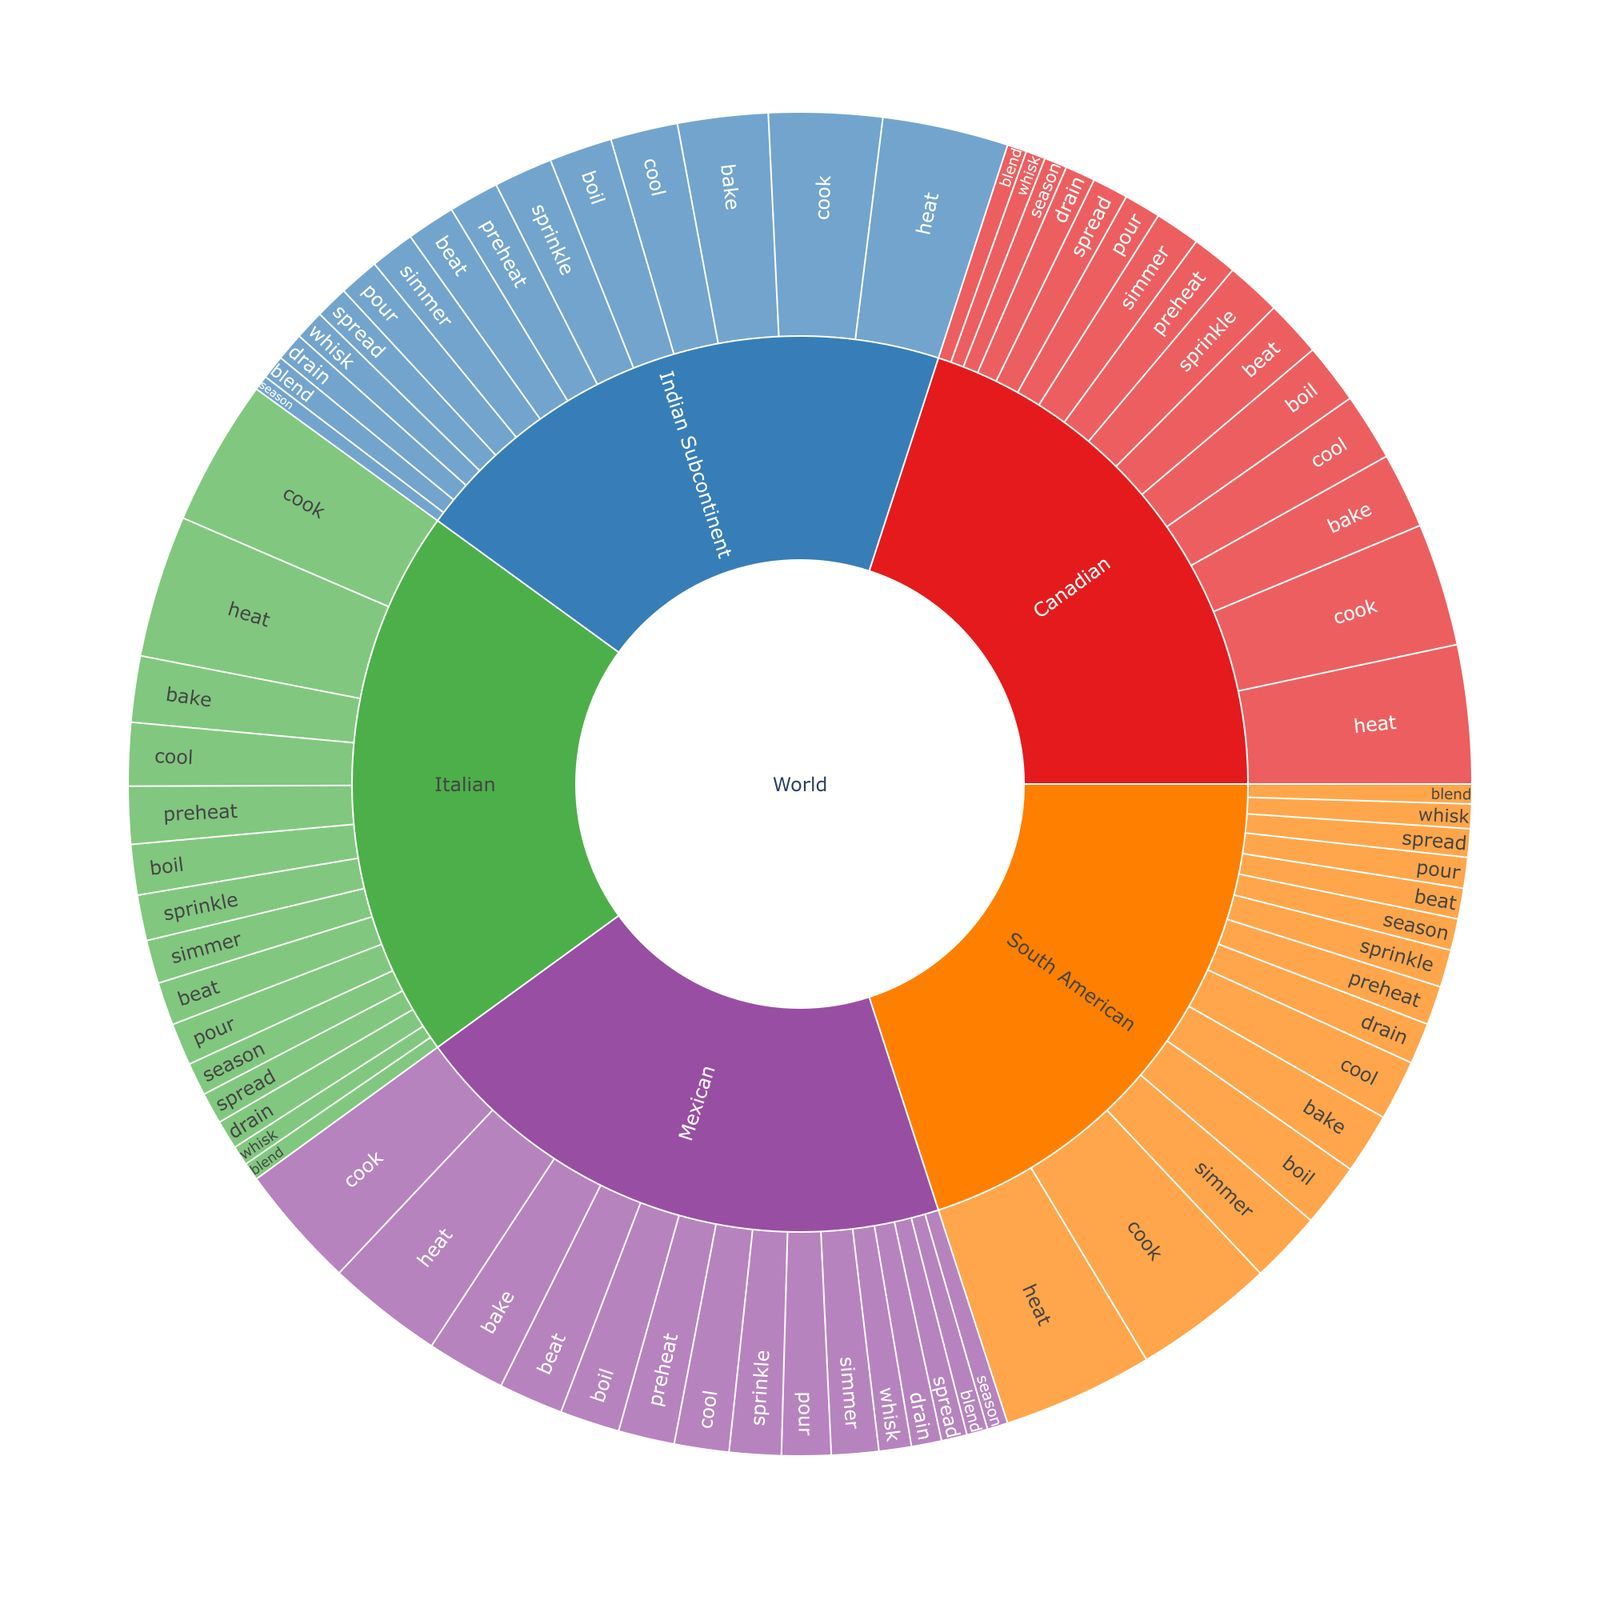 World
Canadian
heat
cook
bake
cool
boil
beat
sprinkle
preheat
simmer
pour
spread
drain
season
whisk
blend
Indian Subcontinent
heat
cook
bake
cool
boil
sprinkle
preheat
beat
simmer
pour
spread
whisk
drain
blend
season
Italian
cook
heat
bake
cool
preheat
boil
sprinkle
simmer
beat
pour
season
spread
drain
whisk
blend
Mexican
cook
heat
bake
beat
boil
preheat
cool
sprinkle
pour
simmer
whisk
drain
spread
blend
season
South American
heat
cook
simmer
boil
bake
cool
drain
preheat
sprinkle
season
beat
pour
spread
whisk
blend